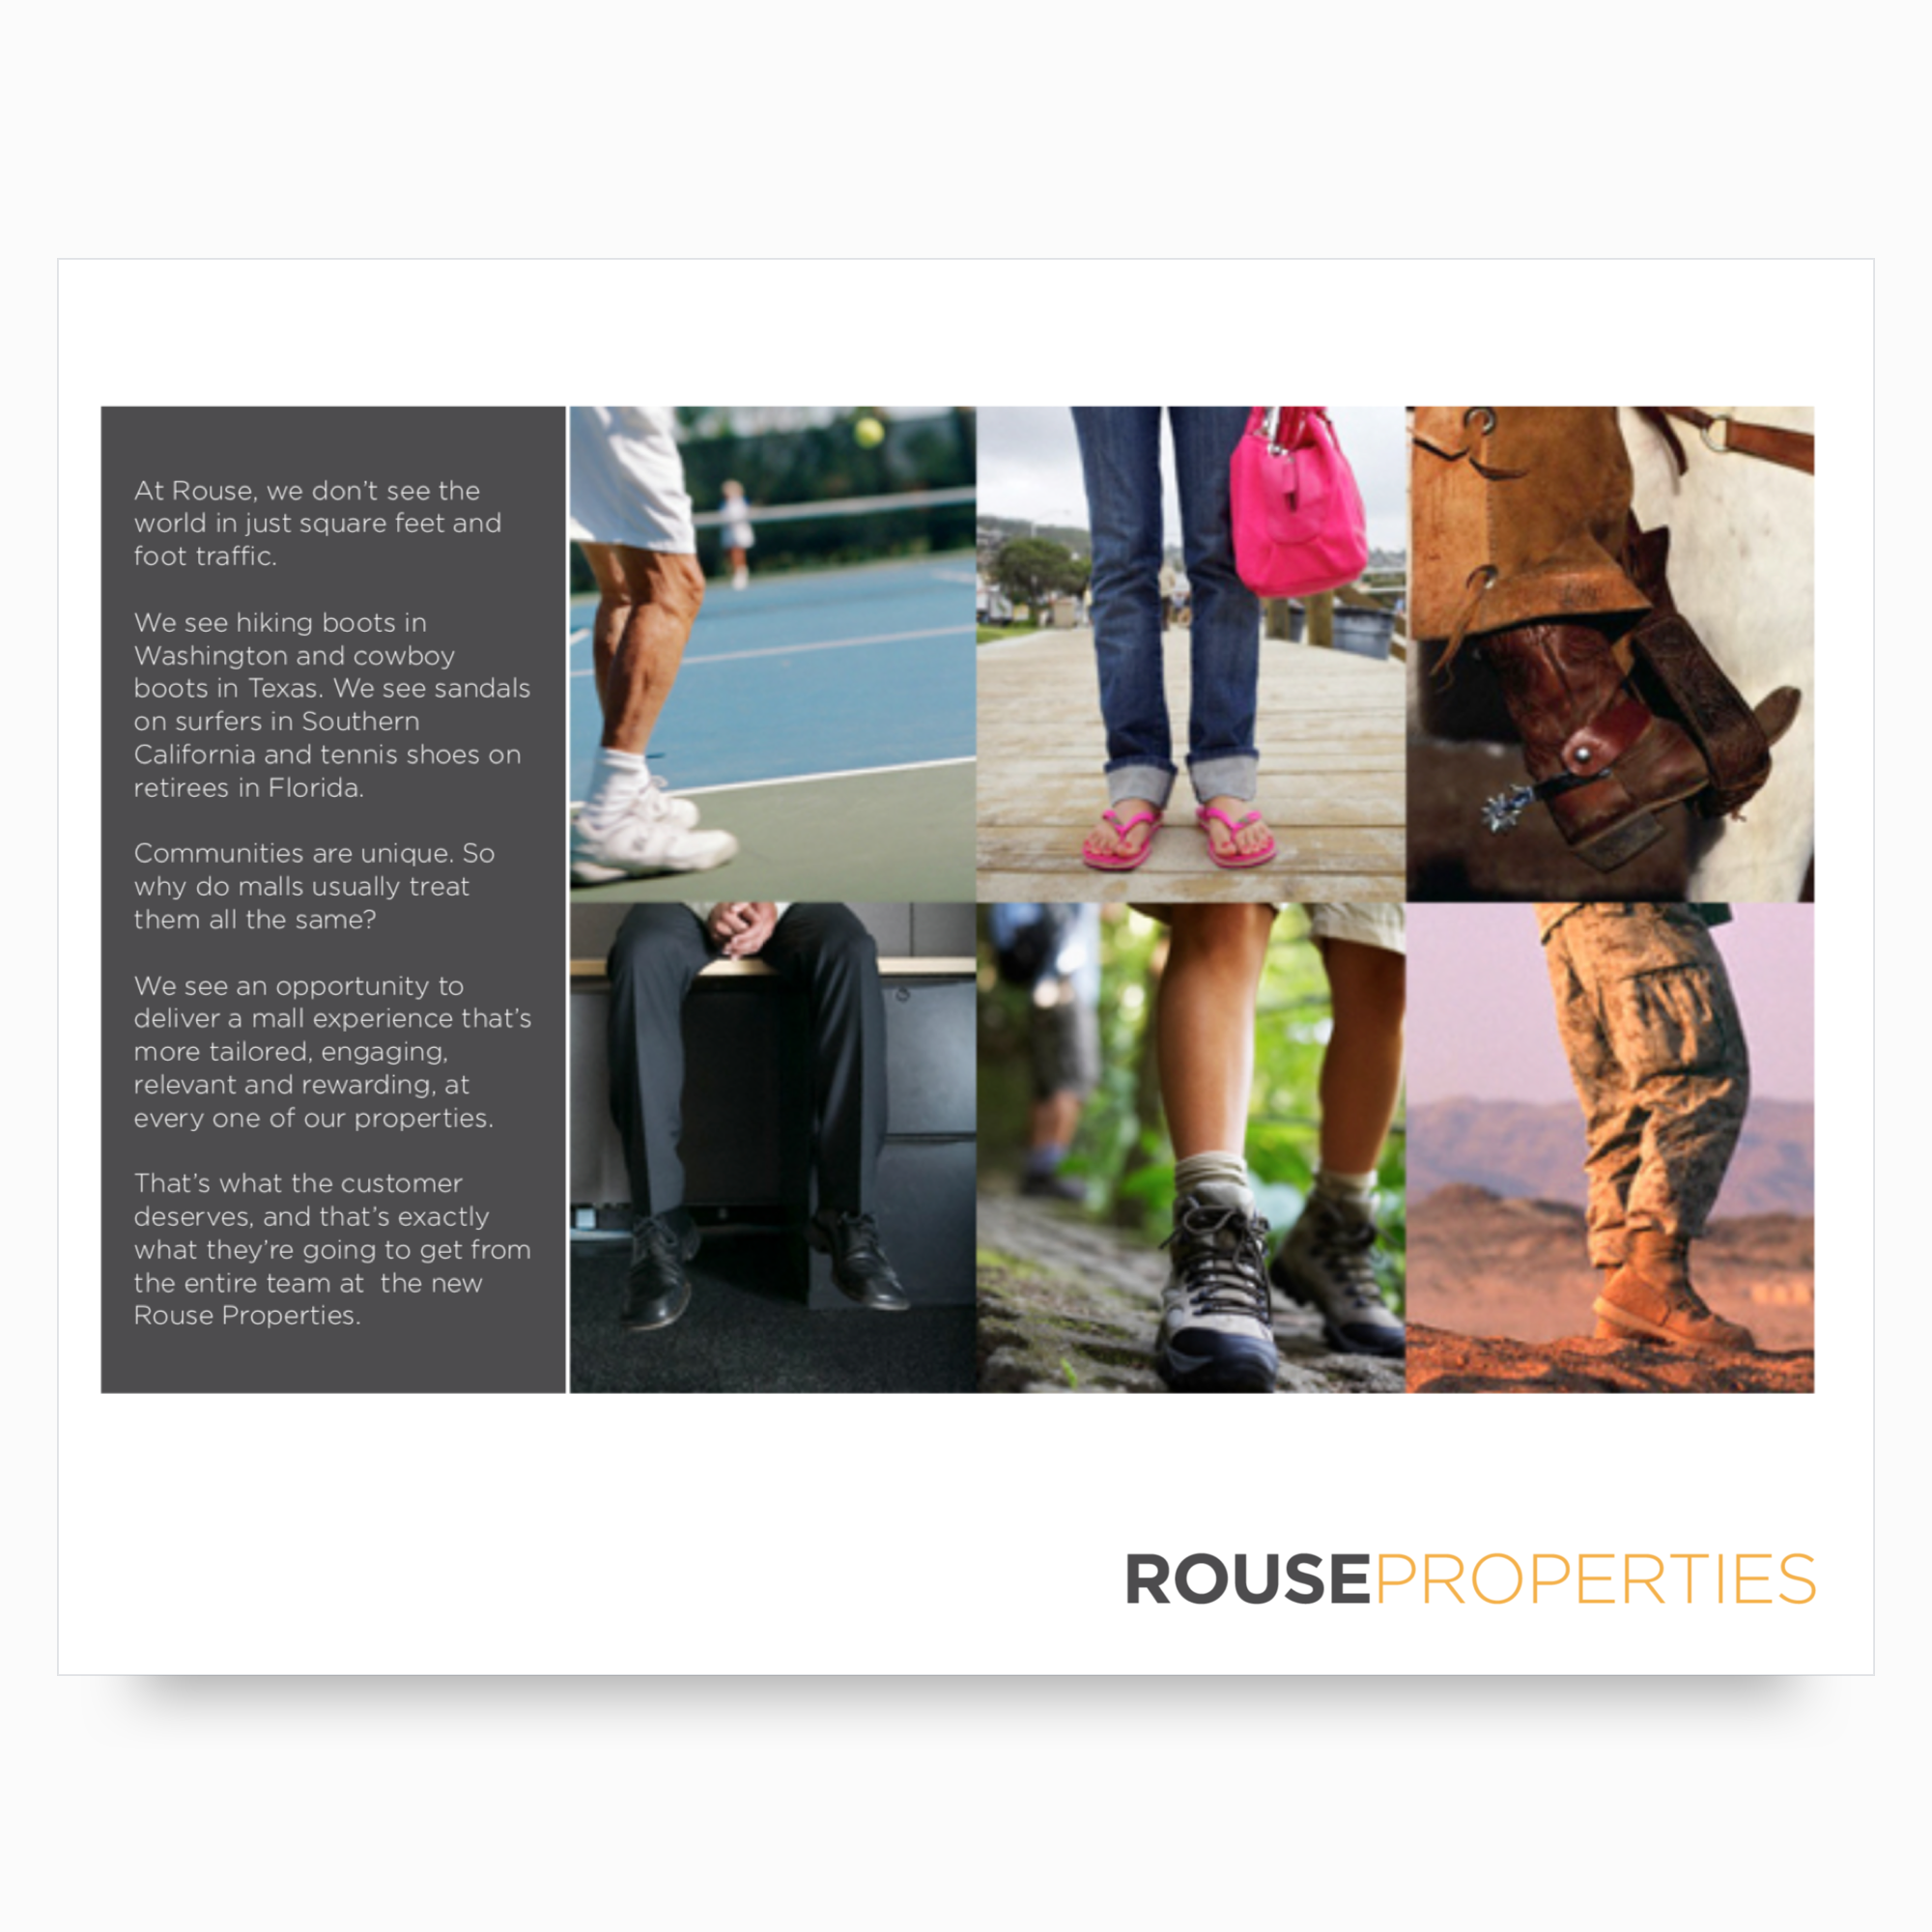 At Rouse, we don’t see the
world in just square feet and
foot traffic.
We see hiking boots in
Washington and cowboy
boots in Texas. We see sandals
on surfers in Southern
California and tennis shoes on
retirees in Florida.
Communities are unique. So
why do malls usually treat
them all the same?
We see an opportunity to
deliver a mall experience that’s
more tailored, engaging,
relevant and rewarding, at
every one of our properties.
That’s what the customer
deserves, and that’s exactly
what they’re going to get from
the entire team at  the new
Rouse Properties.
ROUSEPROPERTIES